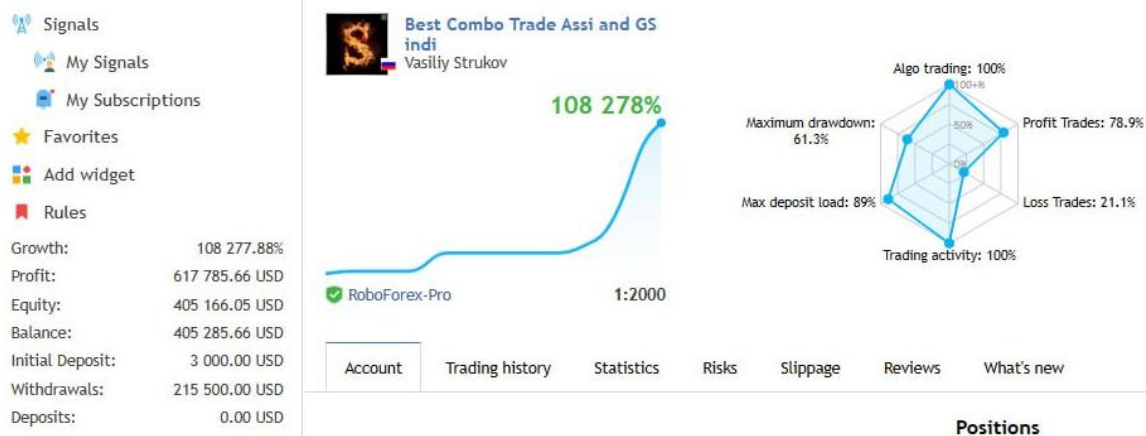 Signals
My Signals
My Subscriptions
Favorites
Add widget
Rules
Growth: 108 277.88%
Profit: 617 785.66 USD
Equity: 405 166.05 USD
Balance: 405 285.66 USD
Initial Deposit: 3 000.00 USD
Withdrawals: 215 500.00 USD
Deposits: 0.00 USD
Best Combo Trade Assi and GS
indi
Vasiliy Strukov
108 278%
RoboForex-Pro 1:2000
Algo trading: 100%
100+%
Maximum drawdown:
61.3%
50%
Profit Trades: 78.9%
0%
Max deposit load: 89%
Loss Trades: 21.1%
Trading activity: 100%
Account Trading history Statistics Risks Slippage Reviews What's new
Positions